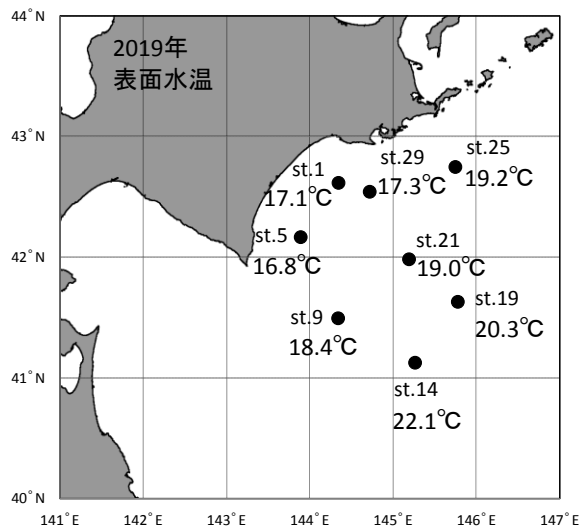 44°N
2019年
表面水温
43°N
st.1
17.1℃
st.29
17.3℃
st.25
19.2℃
st.5
16.8℃
42°N
st.21
19.0℃
st.9
18.4℃
st.19
20.3℃
41°N
st.14
22.1℃
40°N
141°E 142°E 143°E 144°E 145°E 146°E 147°E